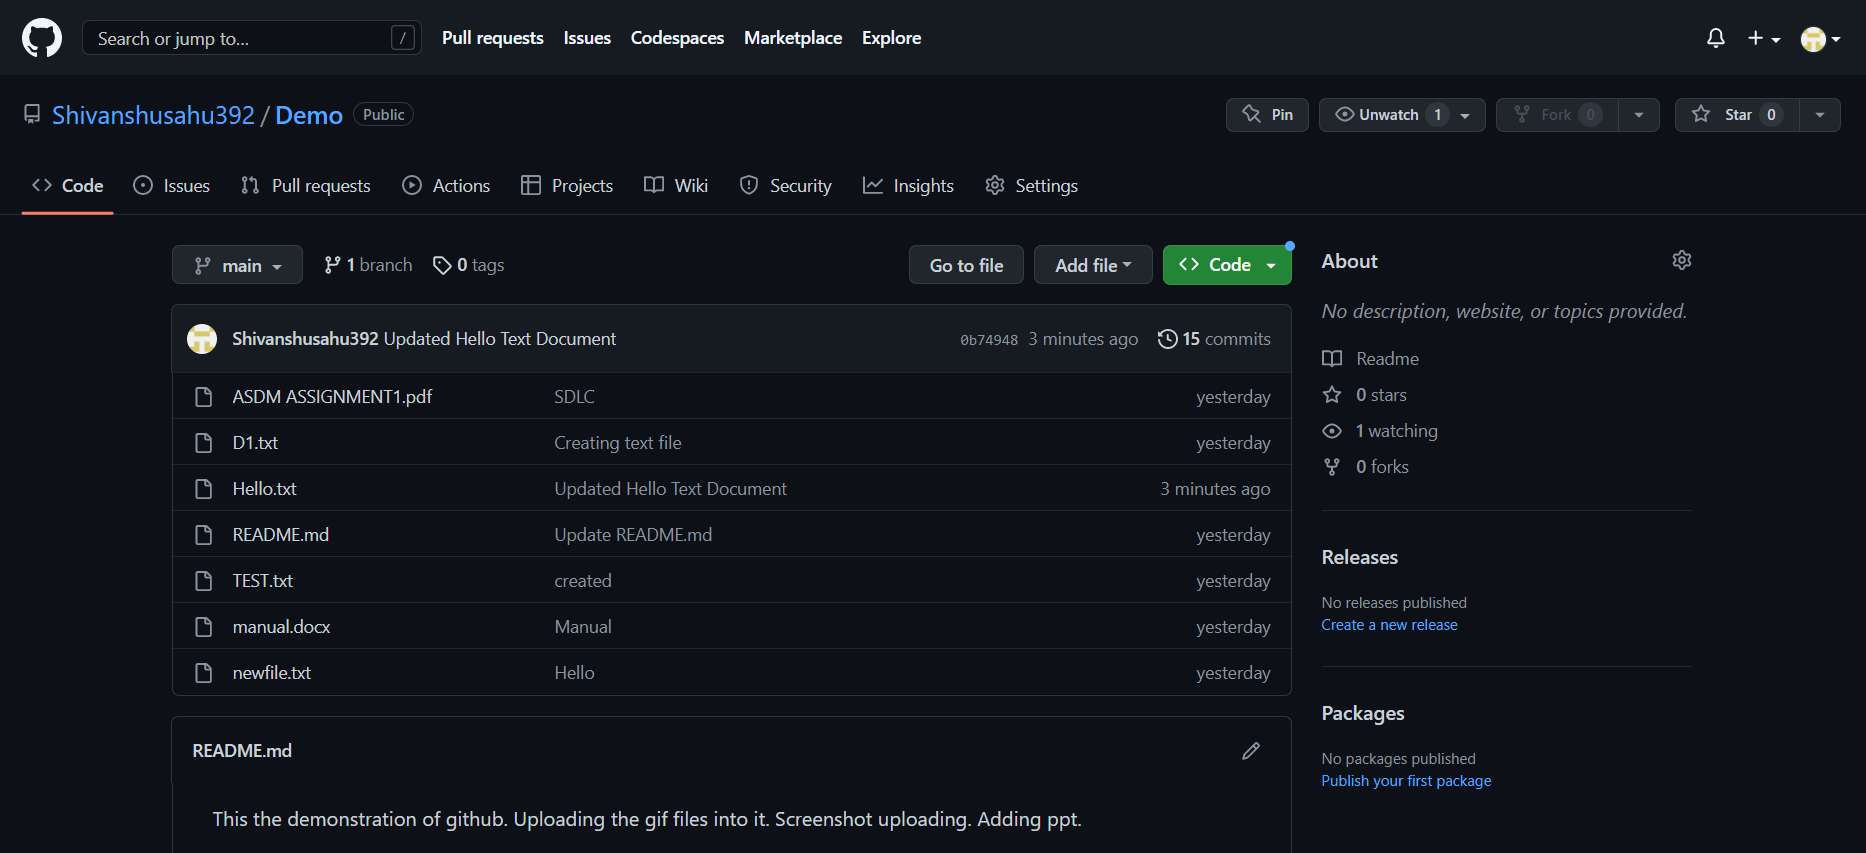 Search or jump to... / Pull requests Issues Codespaces Marketplace Explore
Shivanshusahu392 / Demo Public Pin Unwatch 1 Fork 0 Star 0
Code Issues Pull requests Actions Projects Wiki Security Insights Settings
main 1 branch 0 tags Go to file Add file Code
Shivanshusahu392 Updated Hello Text Document 0b74948 3 minutes ago 15 commits
ASDM ASSIGNMENT1.pdf SDLC yesterday
D1.txt Creating text file yesterday
Hello.txt Updated Hello Text Document 3 minutes ago
README.md Update README.md yesterday
TEST.txt created yesterday
manual.docx Manual yesterday
newfile.txt Hello yesterday
README.md
This the demonstration of github. Uploading the gif files into it. Screenshot uploading. Adding ppt.
About
No description, website, or topics provided.
Readme
0 stars
1 watching
0 forks
Releases
No releases published
Create a new release
Packages
No packages published
Publish your first package